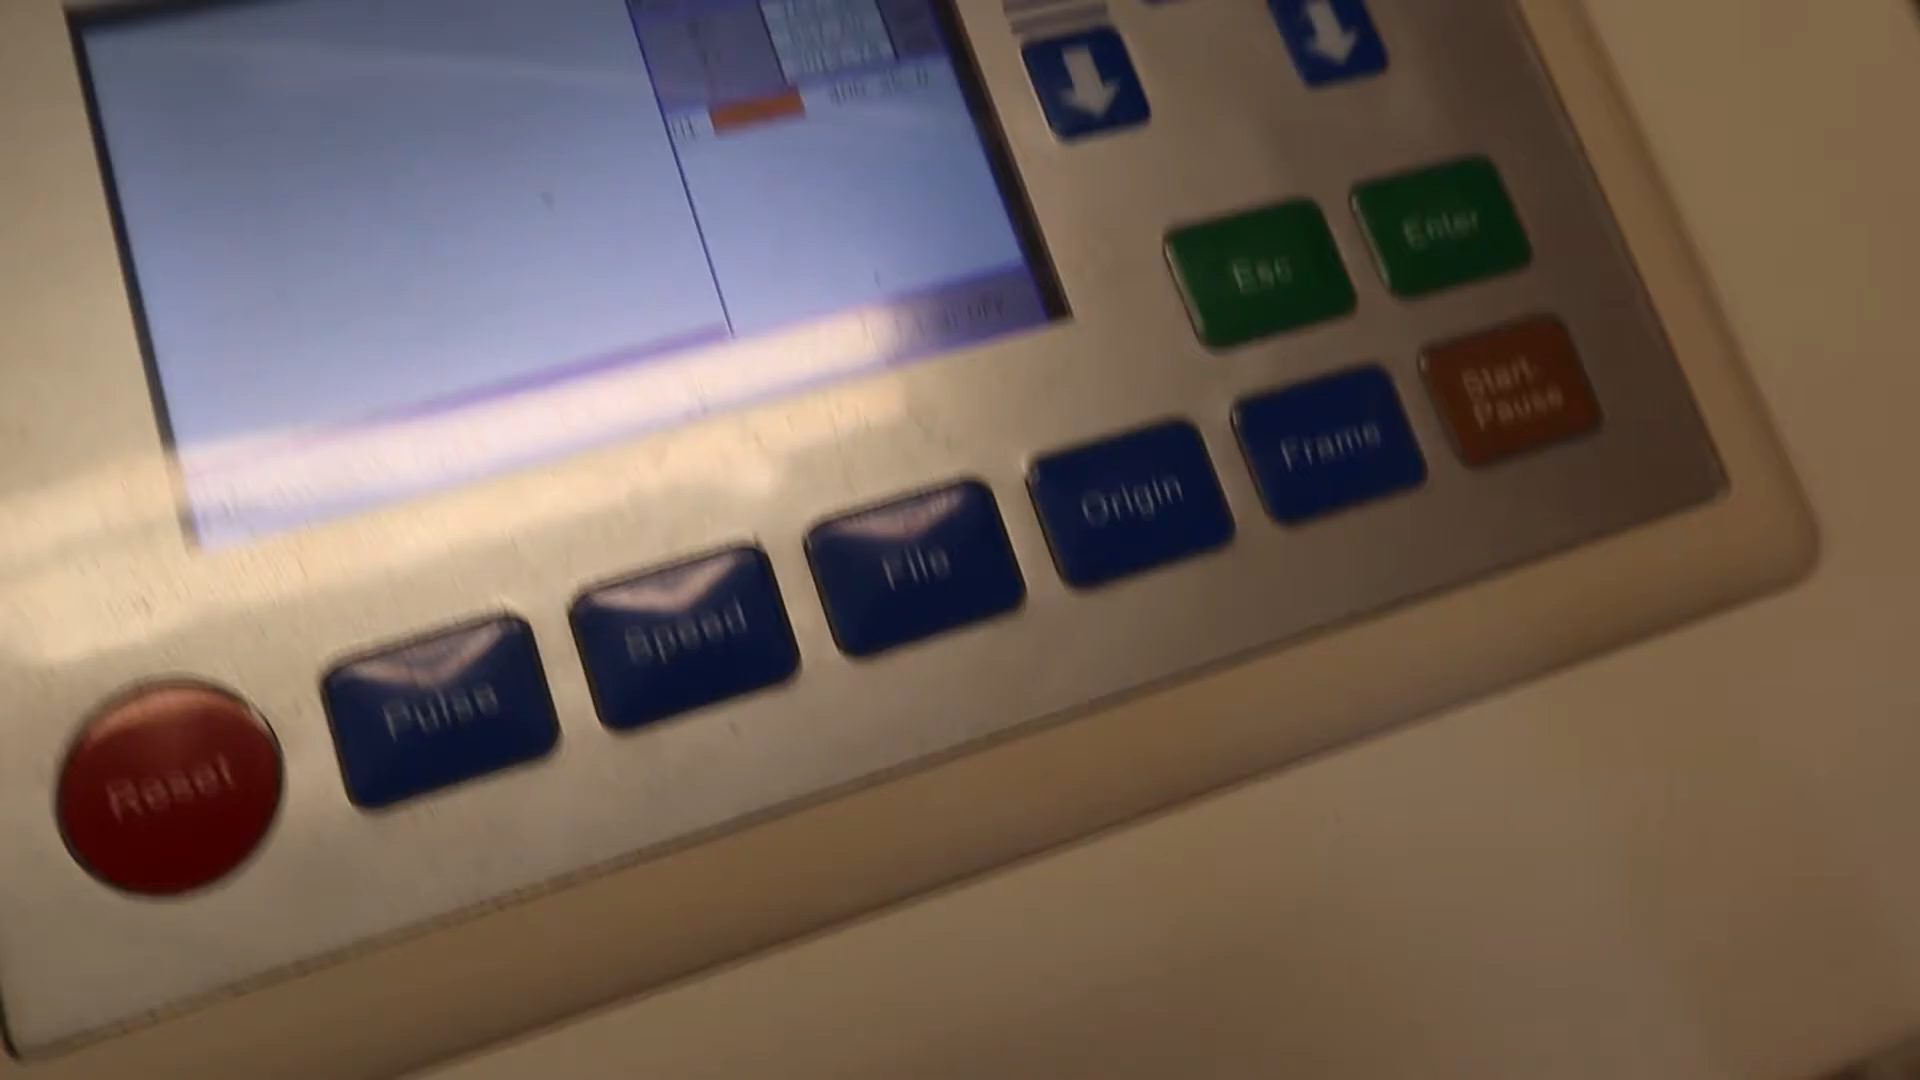 Esc
Enter
Start-
Pause
Frame
Origin
File
Speed
Pulse
Reset